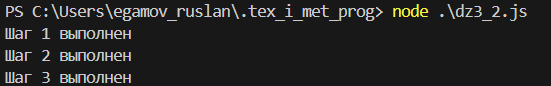 PS C:\Users\egamov_ruslan\.tex_i_met_prog> node .\dz3_2.js
Шаг 1 выполнен
Шаг 2 выполнен
Шаг 3 выполнен